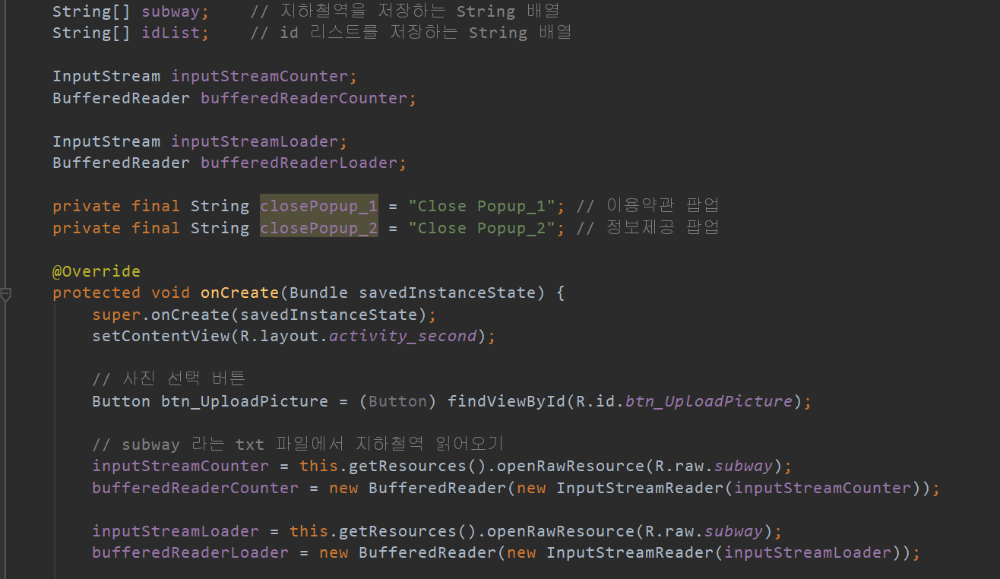 String[] subway;    // 지하철역을 저장하는 String 배열
String[] idList;    // id 리스트를 저장하는 String 배열
InputStream inputStreamCounter;
BufferedReader bufferedReaderCounter;
InputStream inputStreamLoader;
BufferedReader bufferedReaderLoader;
private final String closePopup_1 = "Close Popup_1"; // 이용약관 팝업
private final String closePopup_2 = "Close Popup_2"; // 정보제공 팝업
@Override
protected void onCreate(Bundle savedInstanceState) {
super.onCreate(savedInstanceState);
setContentView(R.layout.activity_second);
// 사진 선택 버튼
Button btn_UploadPicture = (Button) findViewById(R.id.btn_UploadPicture);
// subway 라는 txt 파일에서 지하철역 읽어오기
inputStreamCounter = this.getResources().openRawResource(R.raw.subway);
bufferedReaderCounter = new BufferedReader(new InputStreamReader(inputStreamCounter));
inputStreamLoader = this.getResources().openRawResource(R.raw.subway);
bufferedReaderLoader = new BufferedReader(new InputStreamReader(inputStreamLoader));